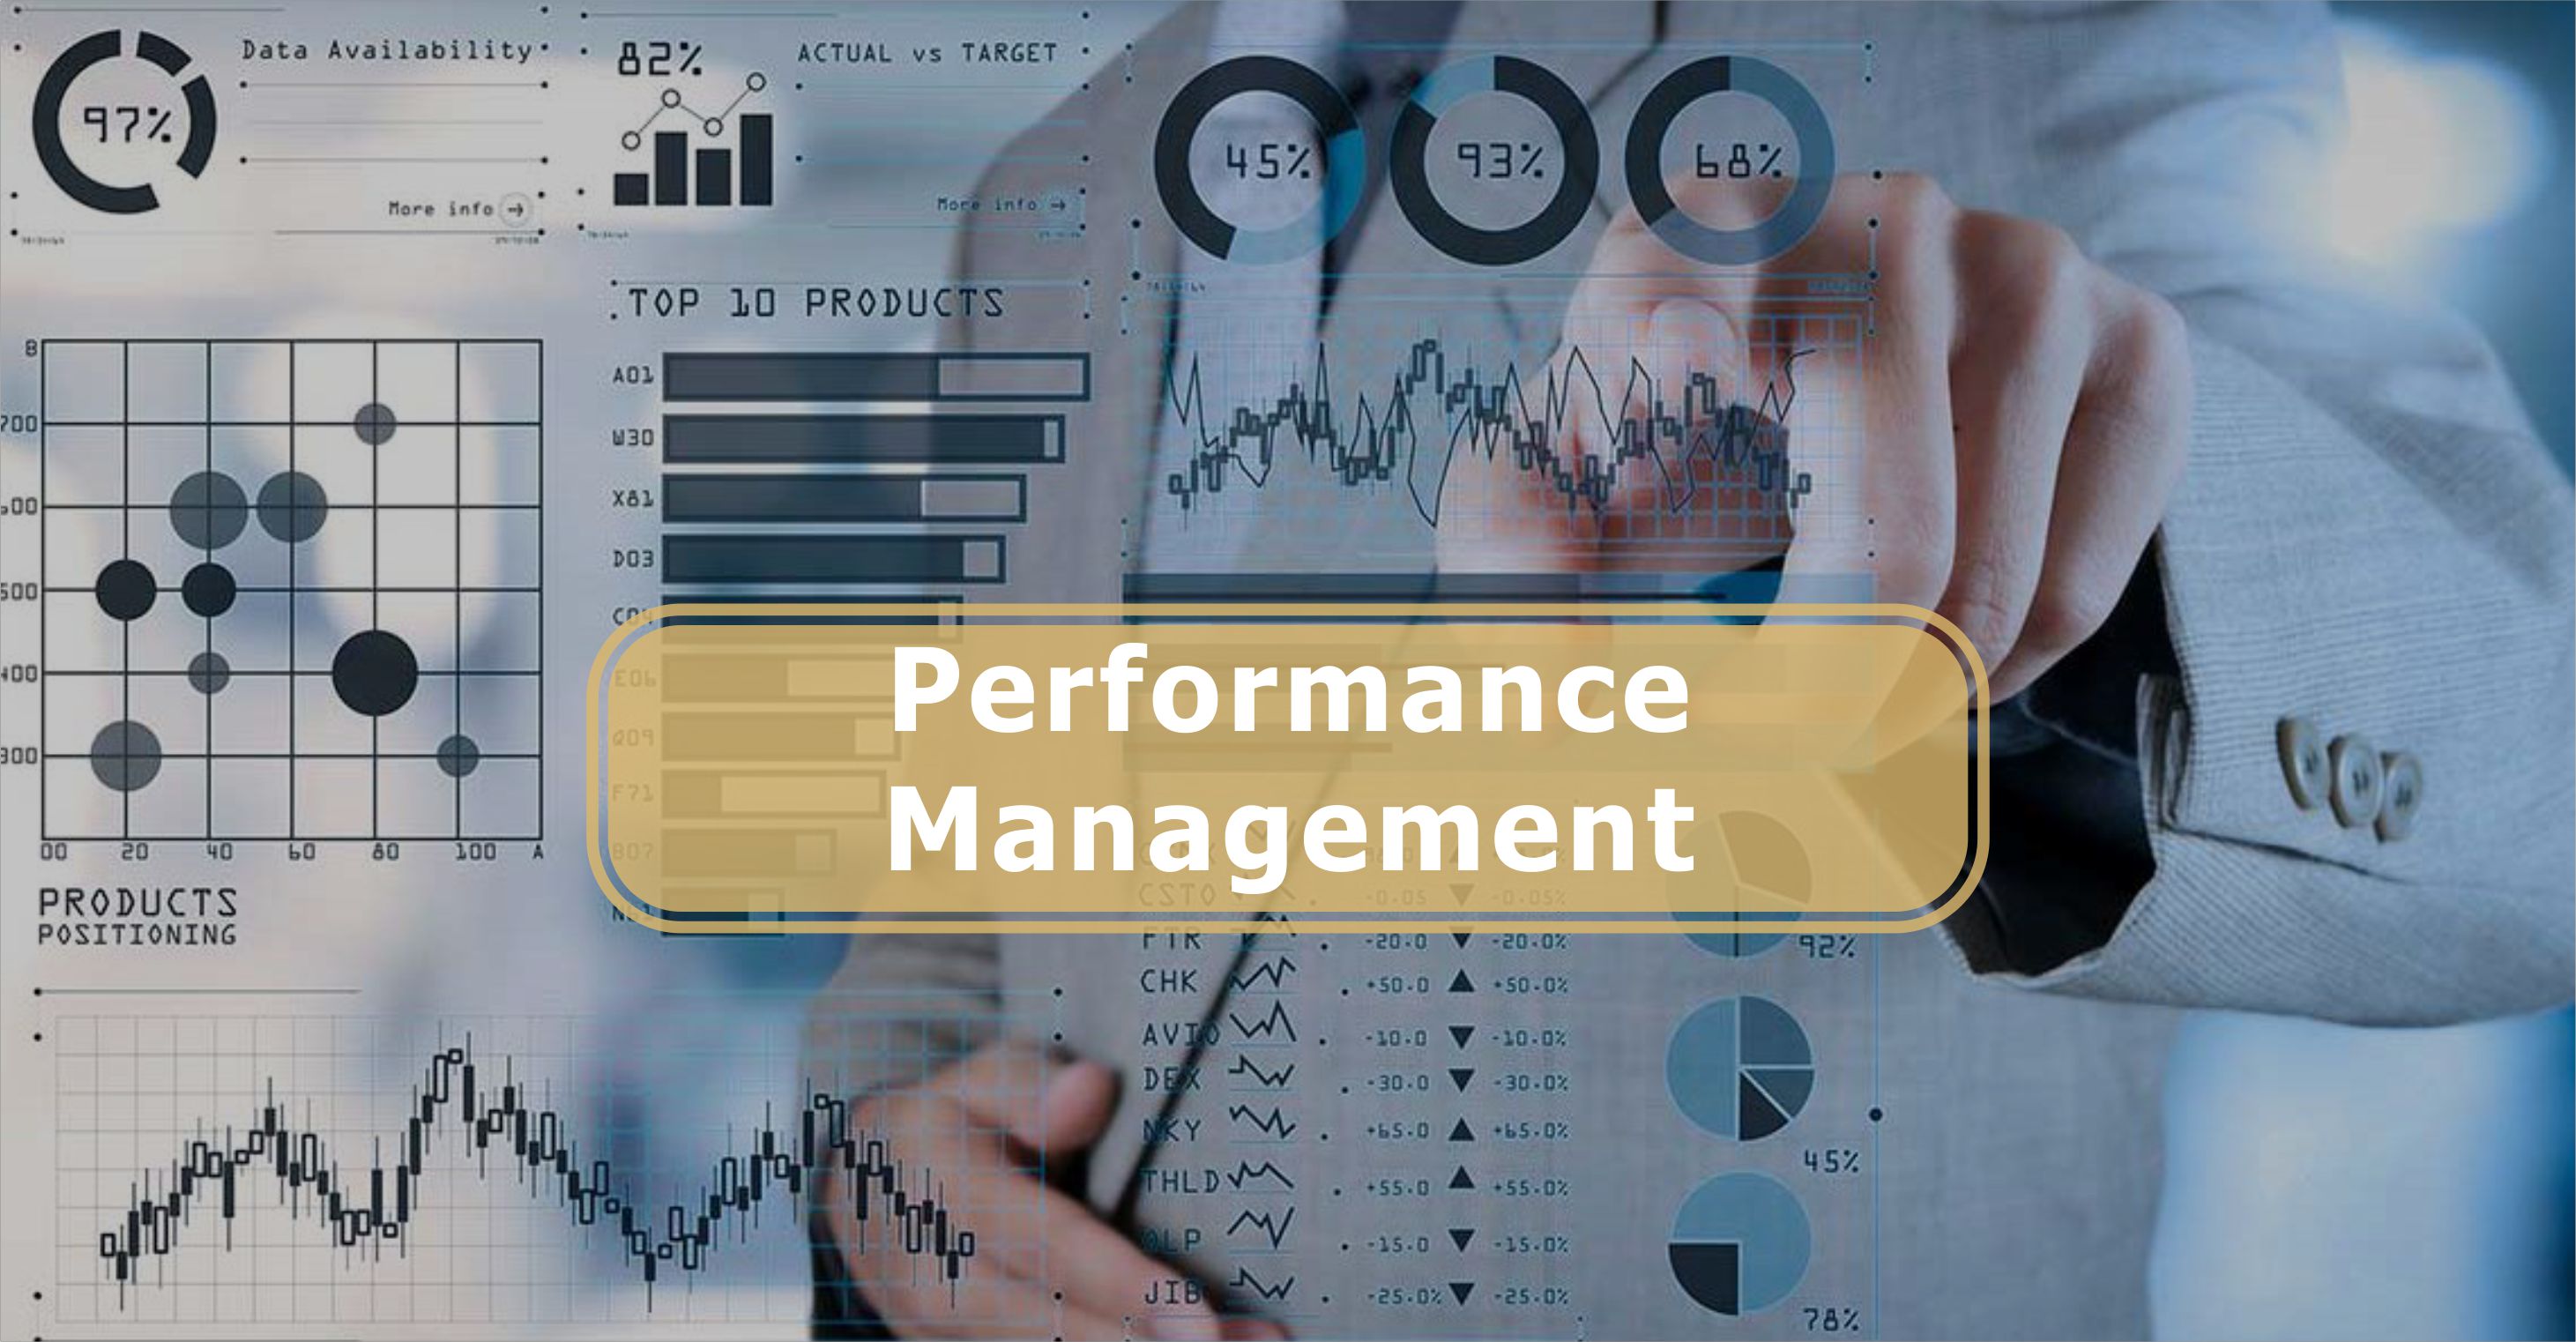 97%
Data Availability
More info
82%
ACTUAL vs TARGET
More info
45%
93%
68%
TOP 10 PRODUCTS
A01
W30
X81
D03
C04
E06
Q09
F71
B07
N61
B
700
600
500
400
300
00 20 40 60 80 100 A
PRODUCTS
POSITIONING
Performance
Management
CSTO -0.05 -0.05%
FTR -20.0 -20.0%
CHK +50.0 +50.0%
AVIO -10.0 -10.0%
DEX -30.0 -30.0%
NKY +65.0 +65.0%
THLD +55.0 +55.0%
OLP -15.0 -15.0%
JIB -25.0% -25.0%
92%
45%
78%